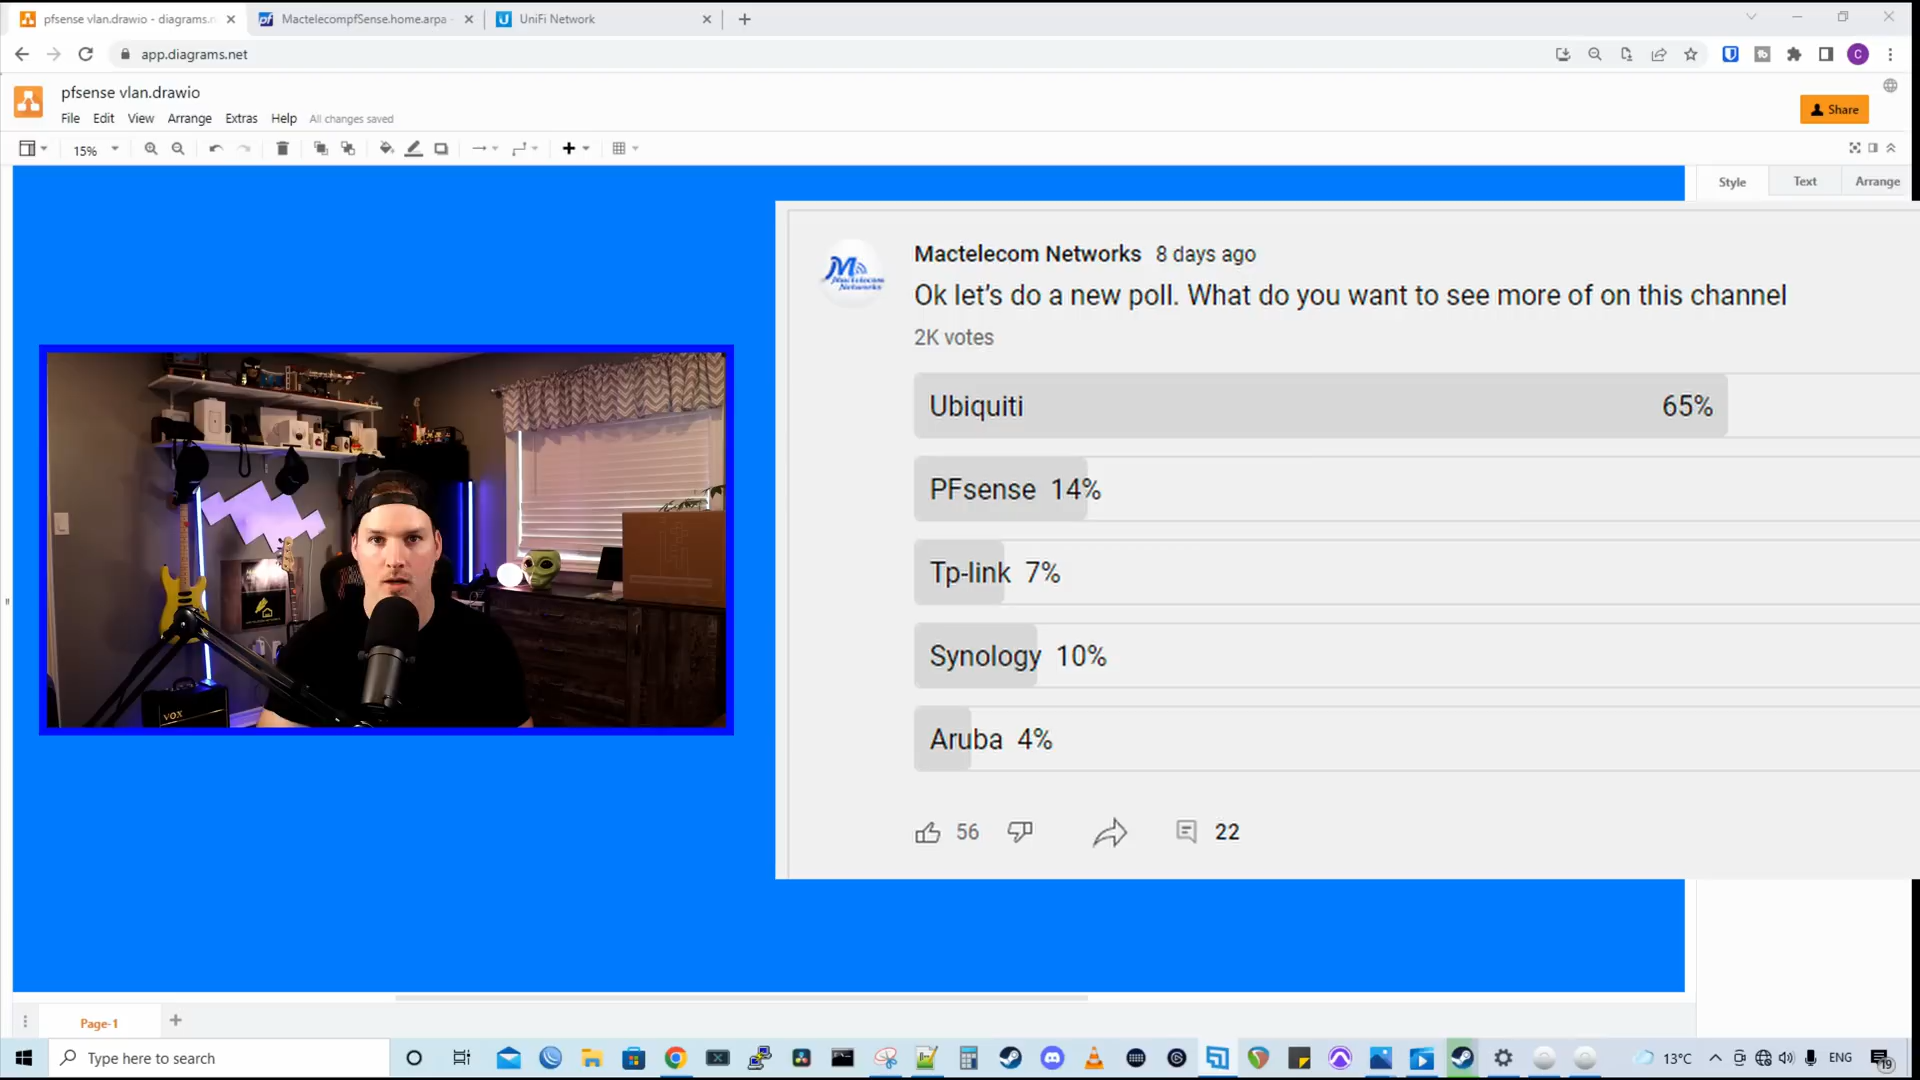 pfsense vlan.drawio - diagrams.n
MactelecompfSense.home.arpa -
UniFi Network
app.diagrams.net
pfsense vlan.drawio
File Edit View Arrange Extras Help All changes saved
Share
15%
Style Text Arrange
Mactelecom Networks 8 days ago
Ok let's do a new poll. What do you want to see more of on this channel
2K votes
Ubiquiti 65%
PFsense 14%
Tp-link 7%
Synology 10%
Aruba 4%
56 22
VOX
Page-1
Type here to search
13°C ENG 19